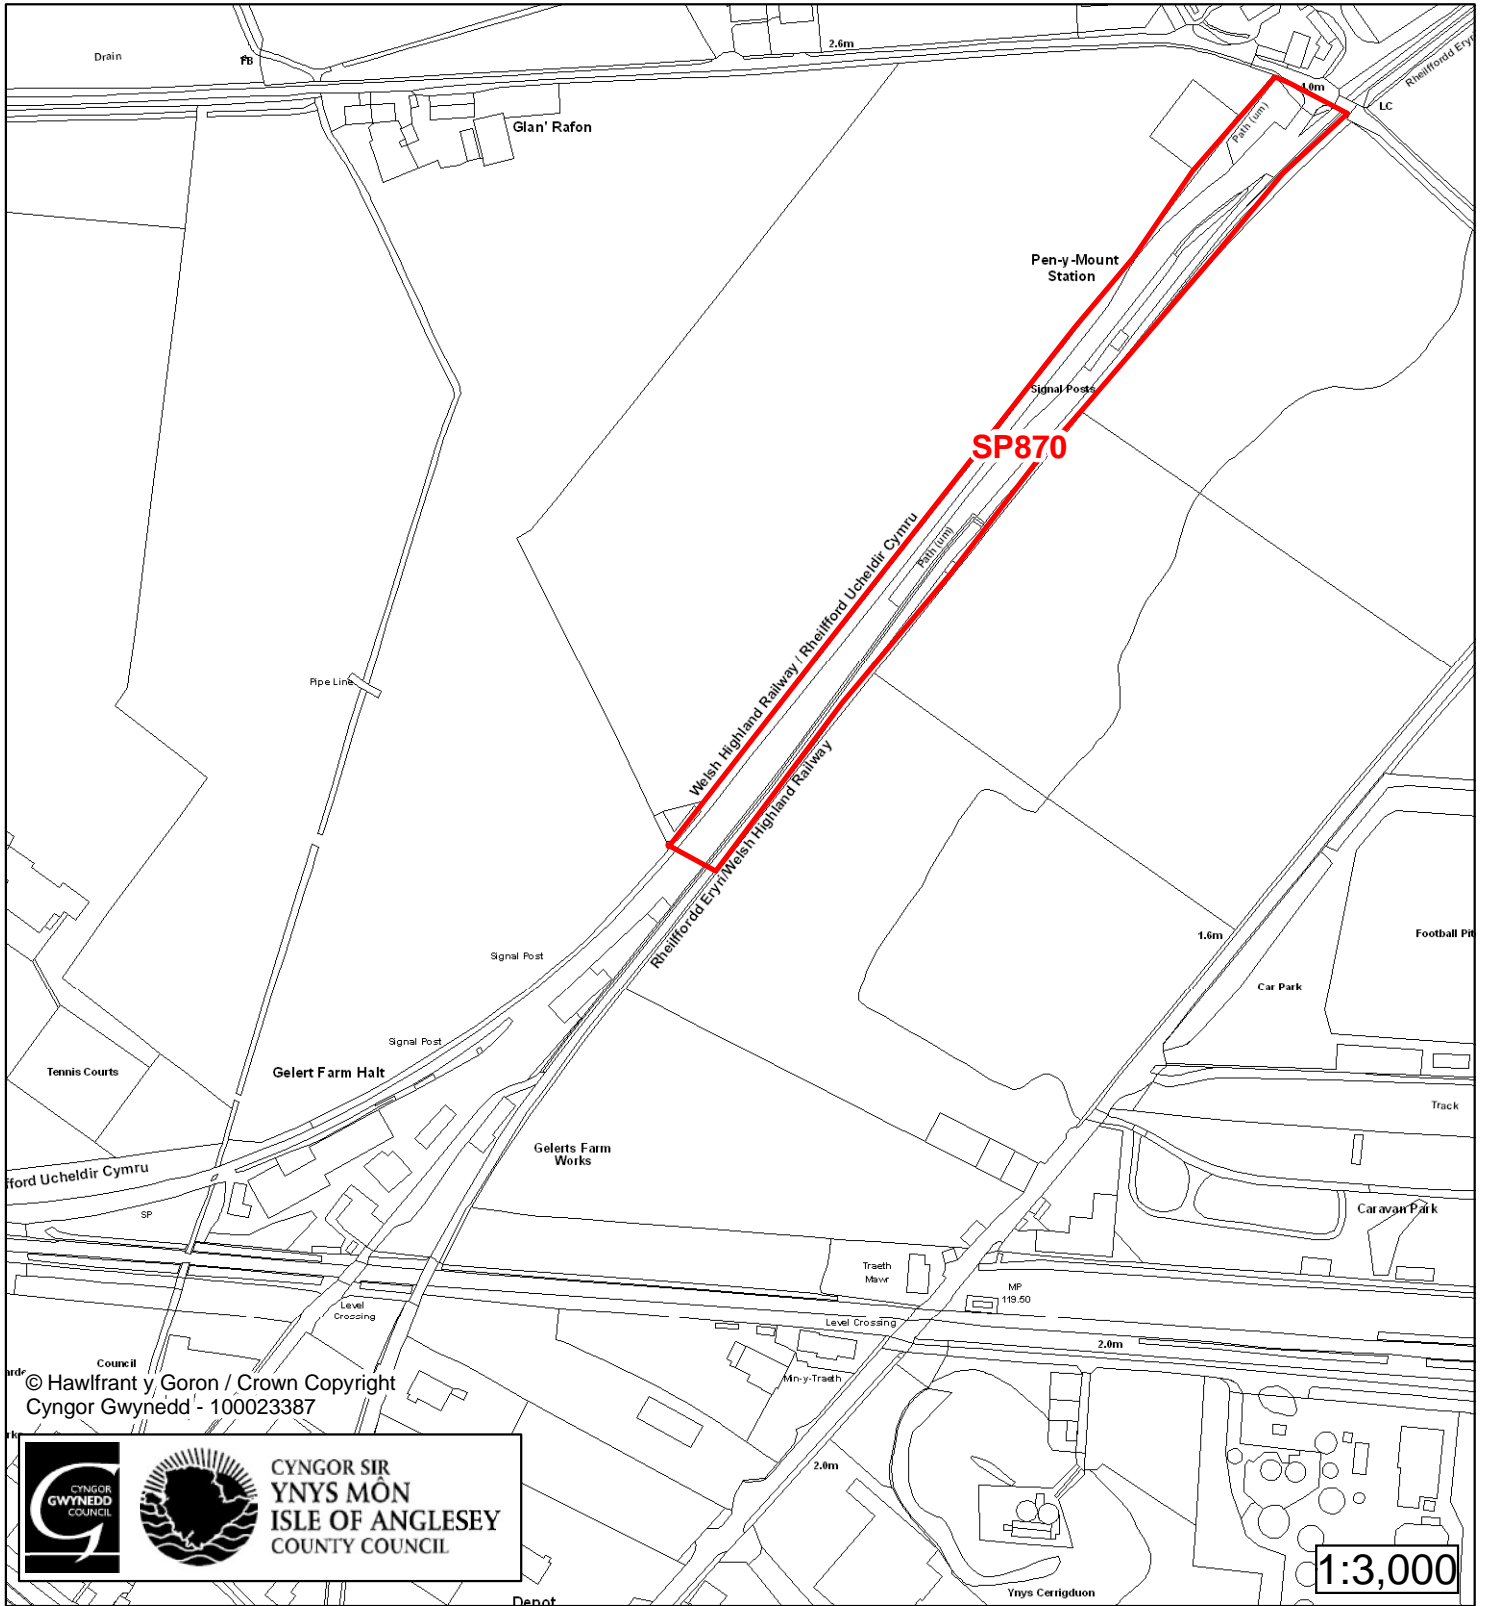 Drain
FB
2.6m
Glan' Rafon
1.0m
LC
Rheilffordd Eryri
Path (um)
Pen-y-Mount
Station
Signal Posts
SP870
Path (um)
Welsh Highland Railway / Rheilfford Ucheldir Cymru
Pipe Line
Rheilffordd Eryri/Welsh Highland Railway
1.6m
Football Pit
Car Park
Signal Post
Signal Post
Tennis Courts
Gelert Farm Halt
Track
Gelerts Farm
Works
fford Ucheldir Cymru
SP
Caravan Park
Traeth
Mawr
MP
119.50
Level
Crossing
Level Crossing
2.0m
Council
Min-y-Traeth
© Hawlfraint y Goron / Crown Copyright
Cyngor Gwynedd - 100023387
CYNGOR
GWYNEDD
COUNCIL
CYNGOR SIR
YNYS MÔN
ISLE OF ANGLESEY
COUNTY COUNCIL
2.0m
1:3,000
Ynys Cerrigduon
Depot